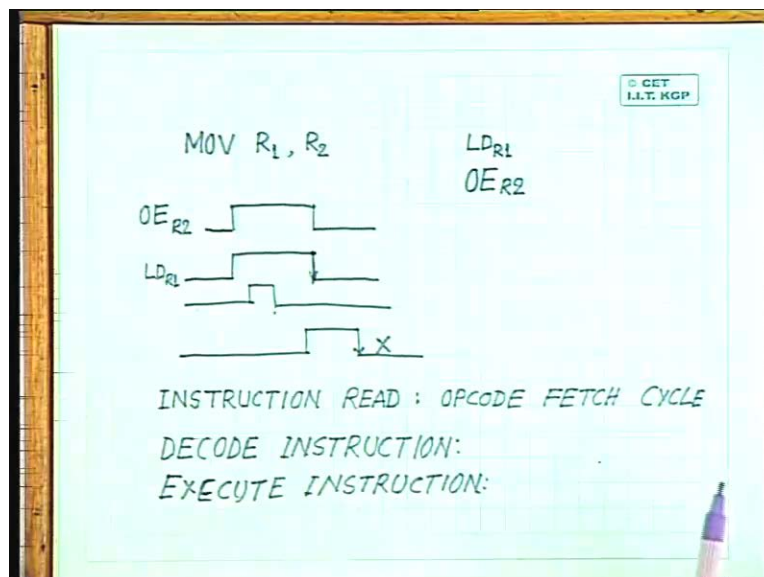 © CET
I.I.T. KGP
MOV R1, R2
LDR1
OER2
OER2
LDR1
X
INSTRUCTION READ : OPCODE FETCH CYCLE
DECODE INSTRUCTION:
EXECUTE INSTRUCTION: